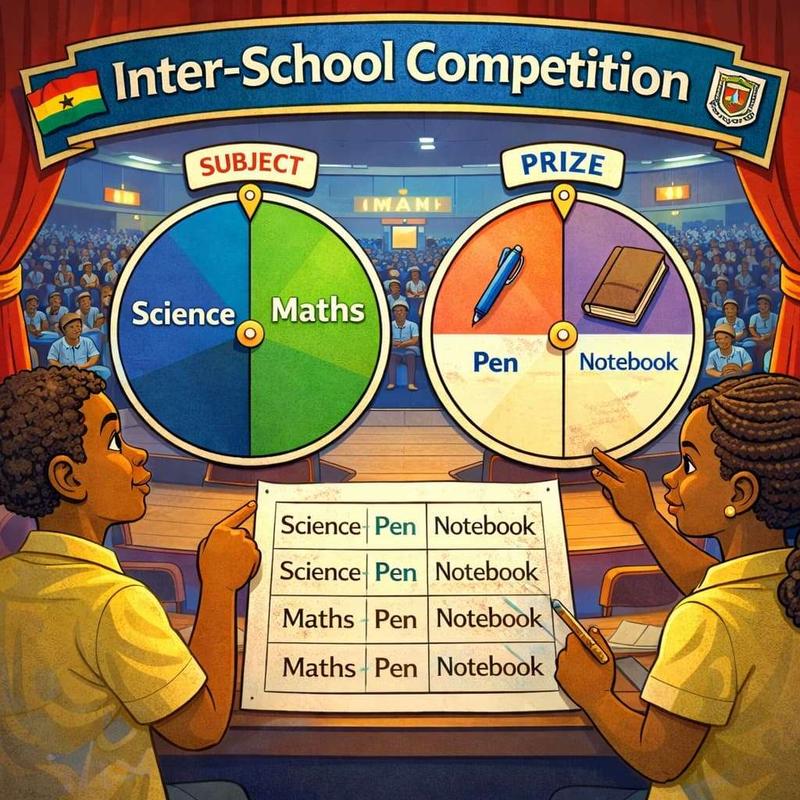 Inter-School Competition
SUBJECT
PRIZE
Science
Maths
Pen
Notebook
Science Pen Notebook
Science Pen Notebook
Maths Pen Notebook
Maths Pen Notebook